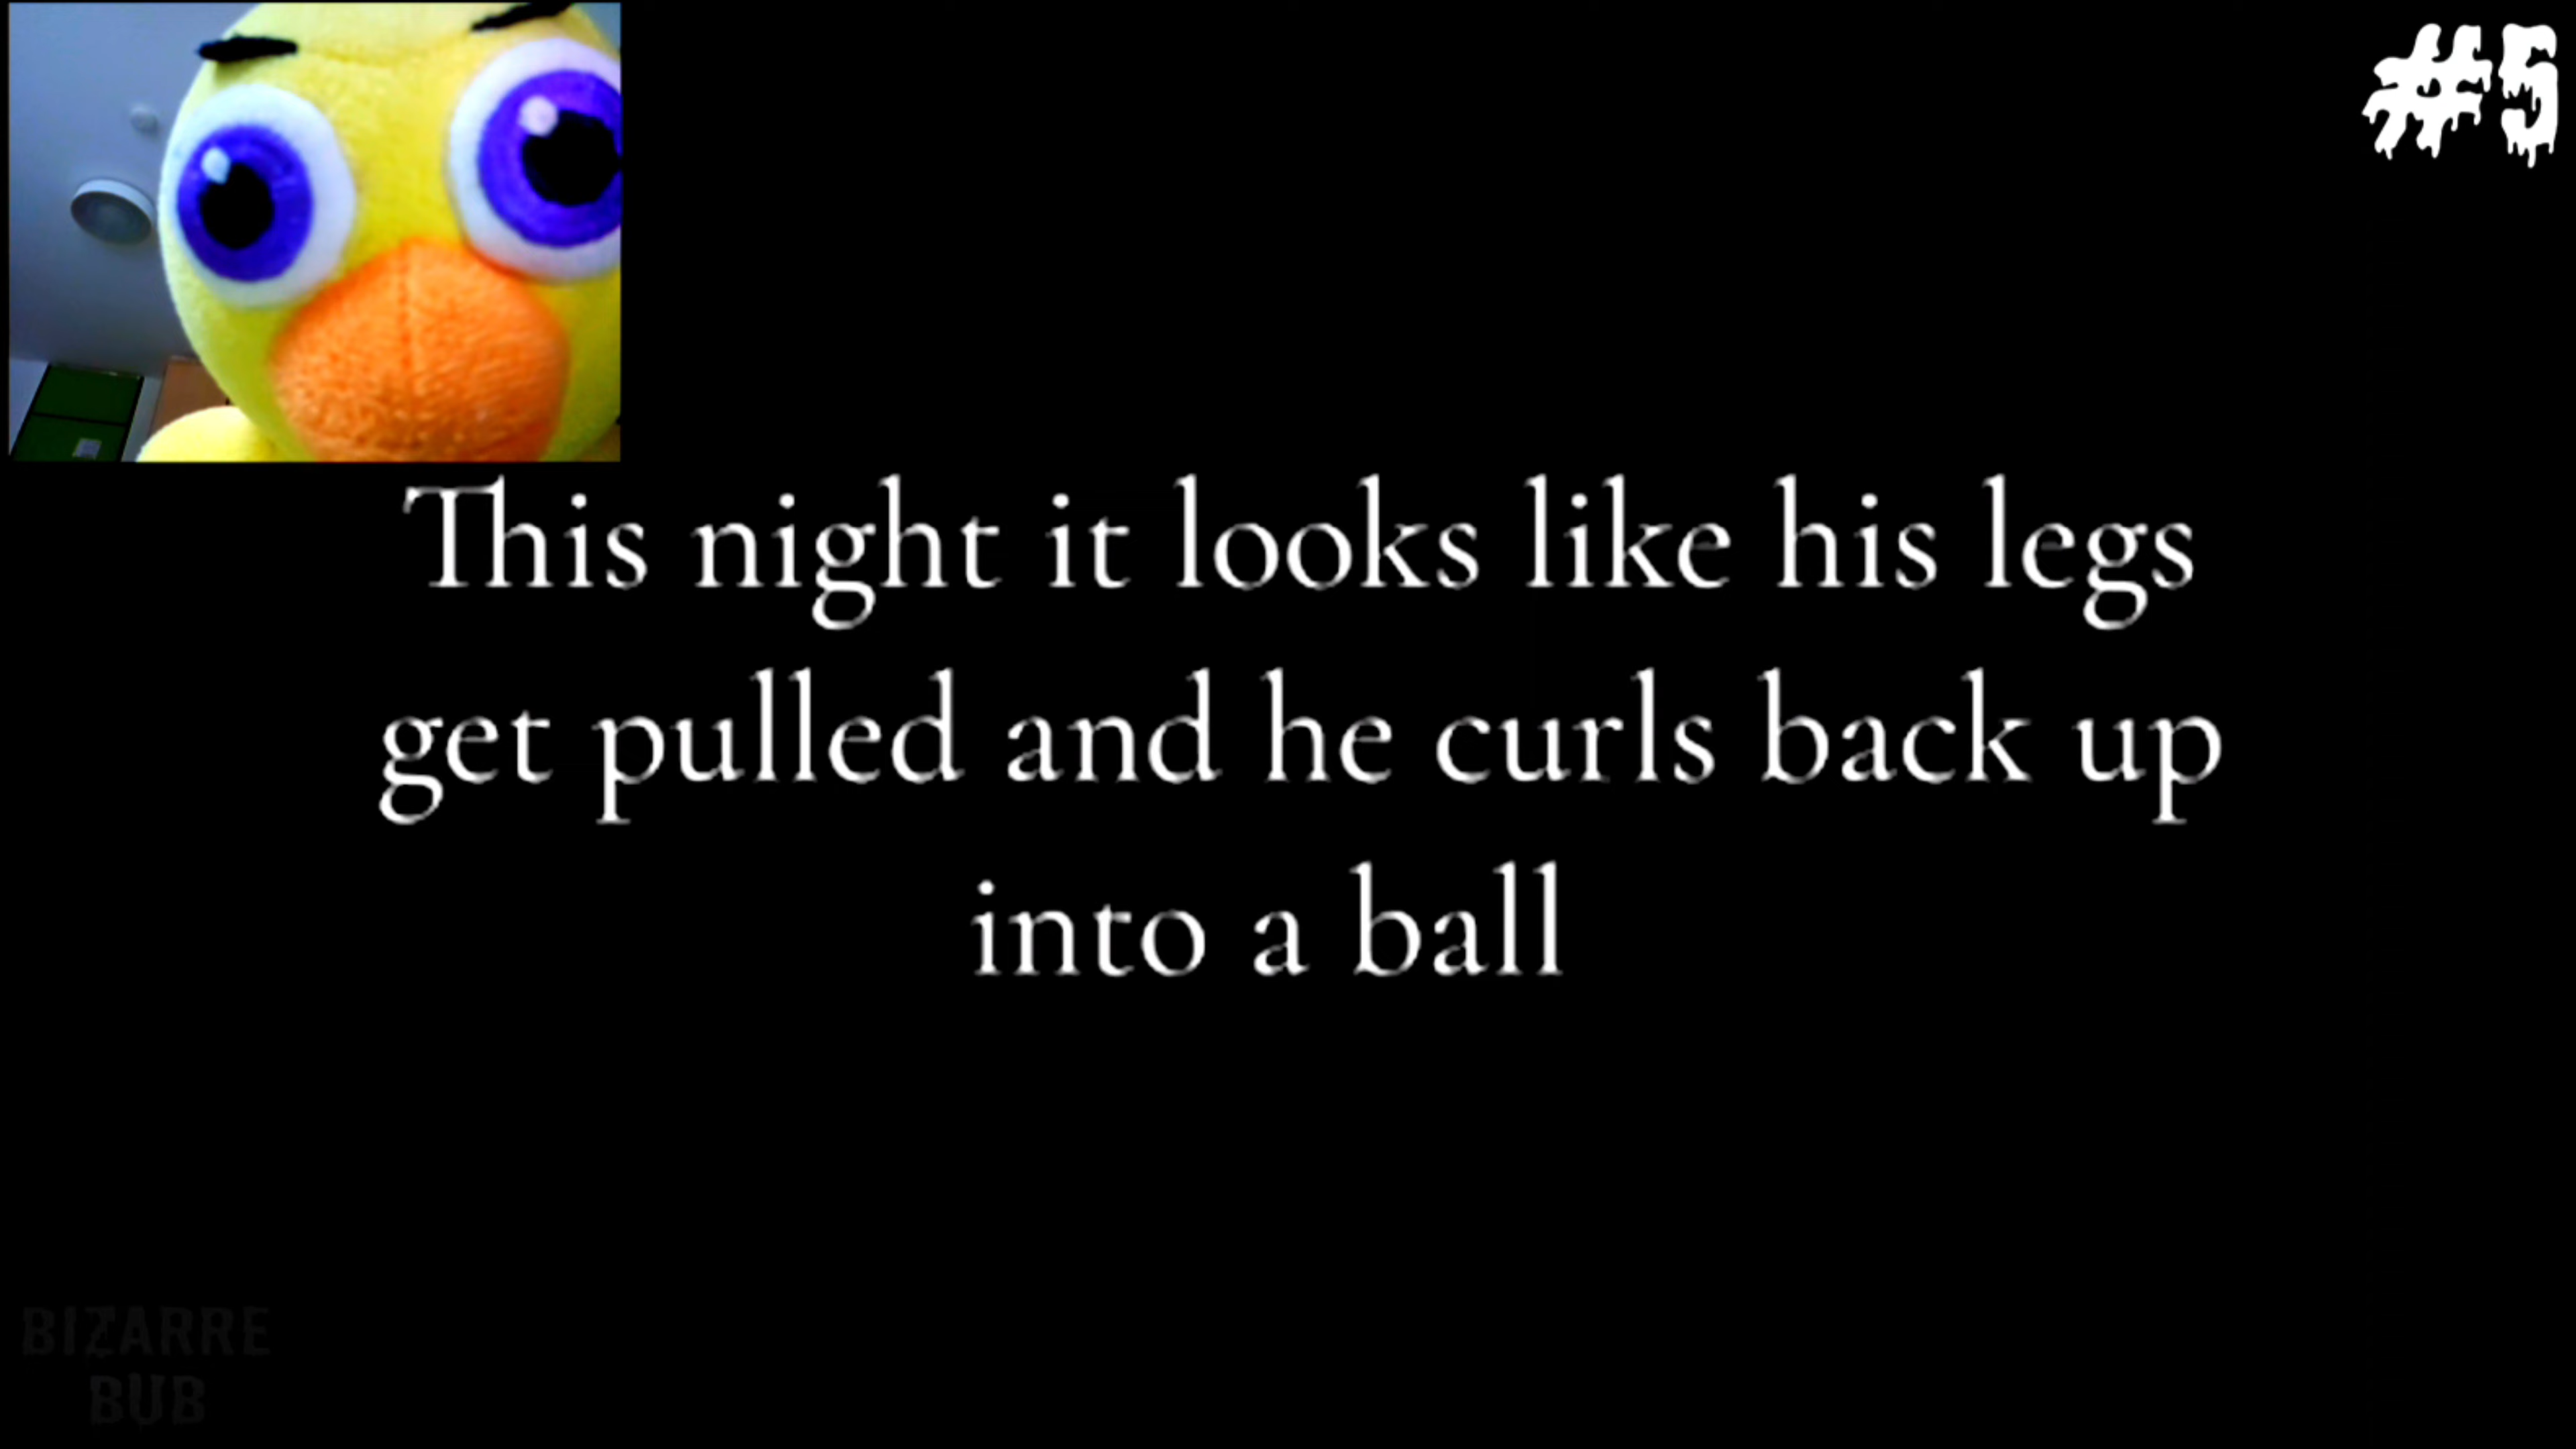 #5
This night it looks like his legs
get pulled and he curls back up
into a ball
BIZARRE
BUB